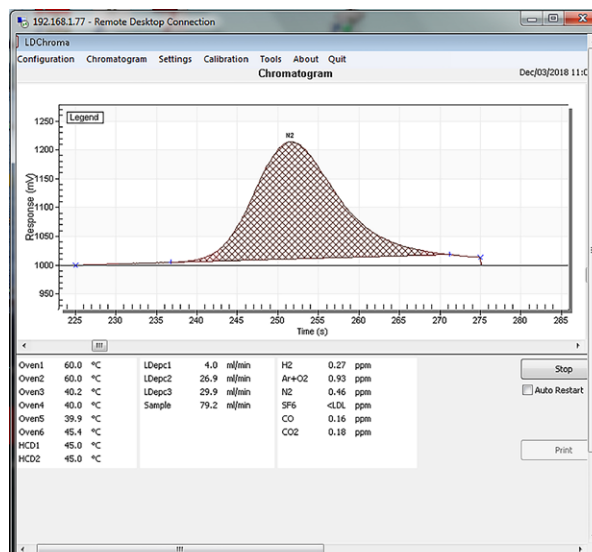 192.168.1.77 - Remote Desktop Connection
LDChroma
Configuration Chromatogram Settings Calibration Tools About Quit
Chromatogram
Dec/03/2018 11:0
Legend
N2
Response (mV)
1250
1200
1150
1100
1050
1000
950
225 230 235 240 245 250 255 260 265 270 275 280 285
Time (s)
Oven1 60.0 °C LDepc1 4.0 ml/min H2 0.27 ppm
Oven2 60.0 °C LDepc2 26.9 ml/min Ar+O2 0.93 ppm
Oven3 40.2 °C LDepc3 29.9 ml/min N2 0.46 ppm
Oven4 40.0 °C Sample 79.2 ml/min SF6 <LDL ppm
Oven5 39.9 °C CO 0.16 ppm
Oven6 45.4 °C CO2 0.18 ppm
HCD1 45.0 °C
HCD2 45.0 °C
Stop
Auto Restart
Print